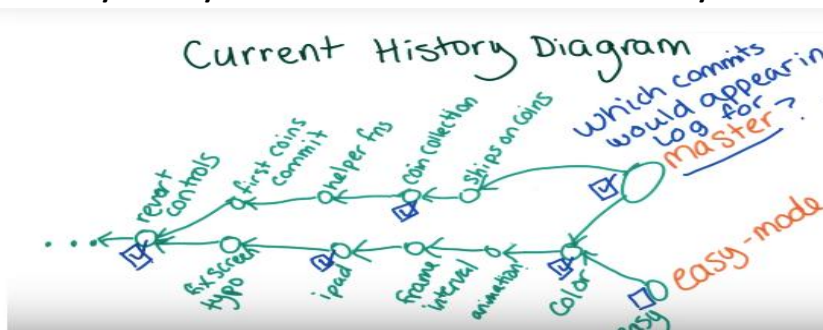 Current History Diagram
which commits
would appear in
log for
master?
revert
controls
first coins
commit
helper fns
coin collection
ships on coins
fix screen
typo
ipad
frame
interval
animation
color
easy-mode
easy